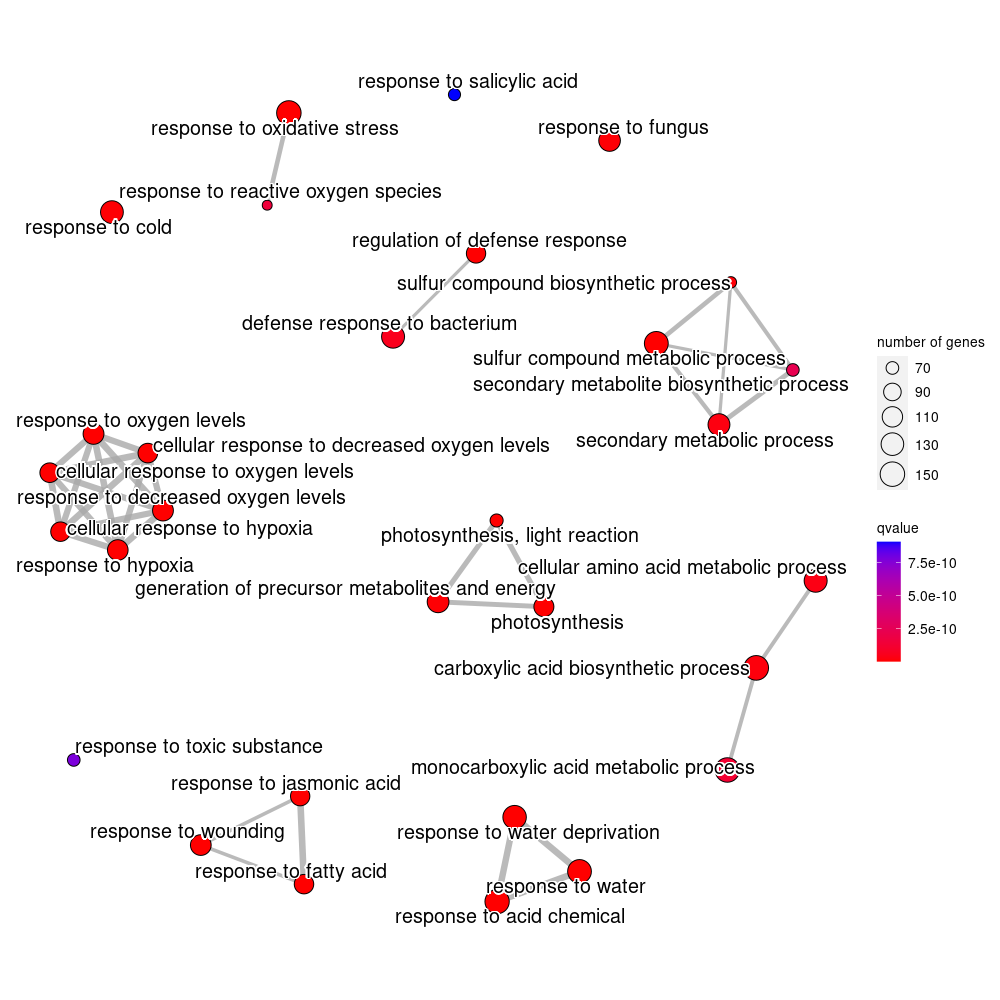 response to salicylic acid
response to oxidative stress
response to fungus
response to reactive oxygen species
response to cold
regulation of defense response
sulfur compound biosynthetic process
defense response to bacterium
sulfur compound metabolic process
secondary metabolite biosynthetic process
secondary metabolic process
number of genes
70
90
110
130
150
response to oxygen levels
cellular response to decreased oxygen levels
cellular response to oxygen levels
response to decreased oxygen levels
cellular response to hypoxia
response to hypoxia
photosynthesis, light reaction
cellular amino acid metabolic process
generation of precursor metabolites and energy
photosynthesis
qvalue
7.5e-10
5.0e-10
2.5e-10
carboxylic acid biosynthetic process
monocarboxylic acid metabolic process
response to toxic substance
response to jasmonic acid
response to wounding
response to fatty acid
response to water deprivation
response to water
response to acid chemical